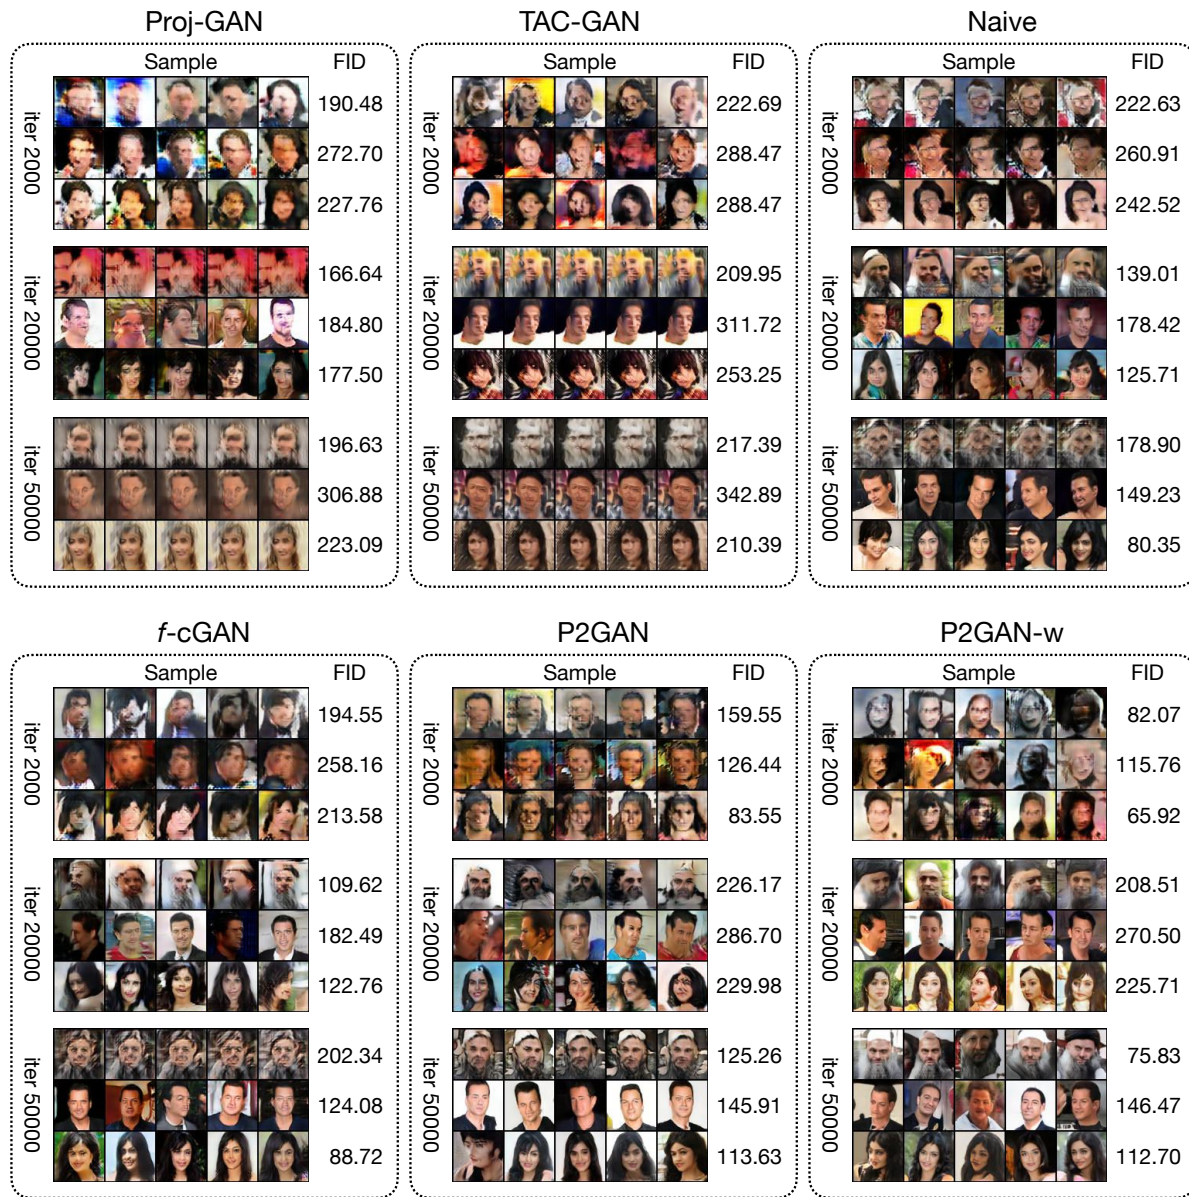 Proj-GAN
TAC-GAN
Naive
Sample FID
Sample FID
Sample FID
iter 2000
190.48
272.70
227.76
iter 2000
222.69
288.47
288.47
iter 2000
222.63
260.91
242.52
iter 20000
166.64
184.80
177.50
iter 20000
209.95
311.72
253.25
iter 20000
139.01
178.42
125.71
iter 50000
196.63
306.88
223.09
iter 50000
217.39
342.89
210.39
iter 50000
178.90
149.23
80.35
f-cGAN
P2GAN
P2GAN-w
Sample FID
Sample FID
Sample FID
iter 2000
194.55
258.16
213.58
iter 2000
159.55
126.44
83.55
iter 2000
82.07
115.76
65.92
iter 20000
109.62
182.49
122.76
iter 20000
226.17
286.70
229.98
iter 20000
208.51
270.50
225.71
iter 50000
202.34
124.08
88.72
iter 50000
125.26
145.91
113.63
iter 50000
75.83
146.47
112.70